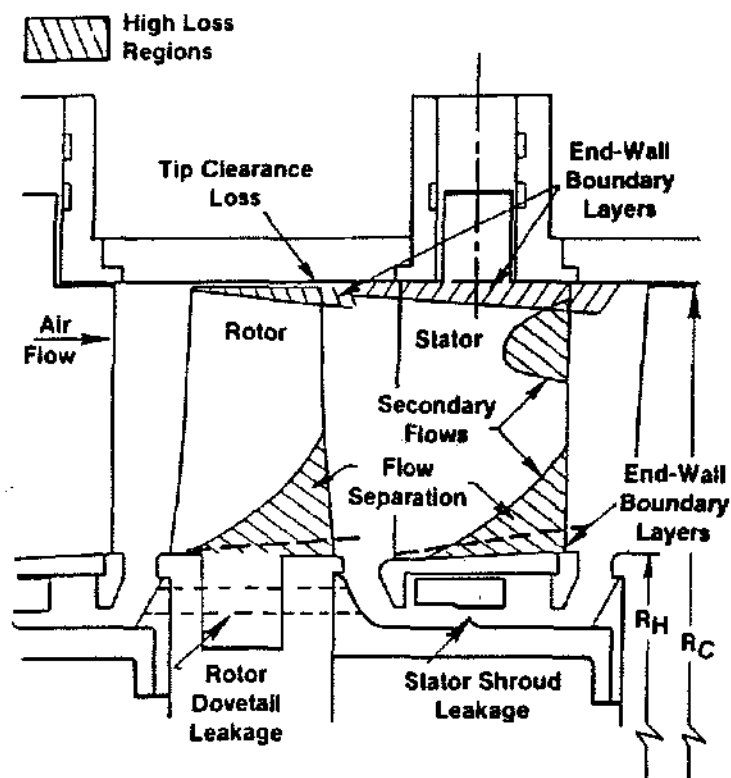 High Loss
Regions
Tip Clearance
Loss
End-Wall
Boundary
Layers
Air
Flow
Rotor
Stator
Secondary
Flows
Flow
Separation
End-Wall
Boundary
Layers
R_H
R_C
Rotor
Dovetail
Leakage
Stator Shroud
Leakage